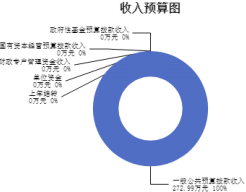 收入预算图
政府性基金预算拨款收入
0万元 0%
国有资本经营预算拨款收入
0万元 0%
财政专户管理资金收入
0万元 0%
单位资金
0万元 0%
上年结转
0万元 0%
一般公共预算拨款收入
272.99万元 100%